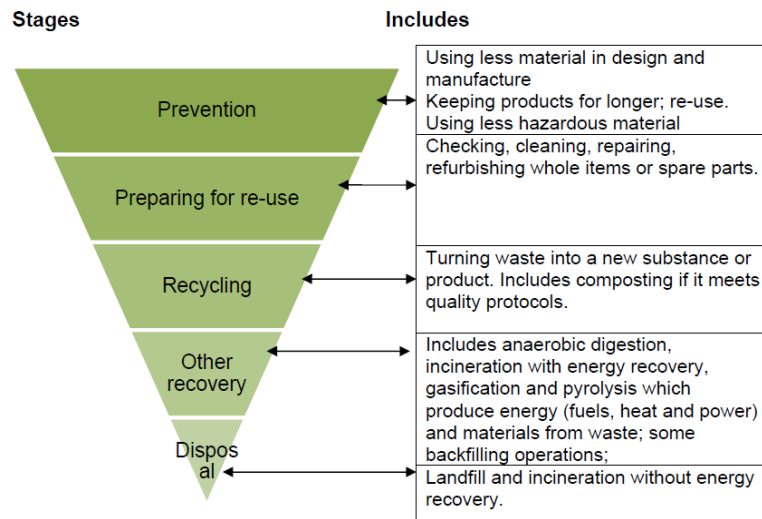 Stages
Includes
Prevention
Using less material in design and
manufacture
Keeping products for longer; re-use.
Using less hazardous material
Preparing for re-use
Checking, cleaning, repairing,
refurbishing whole items or spare parts.
Recycling
Turning waste into a new substance or
product. Includes composting if it meets
quality protocols.
Other
recovery
Includes anaerobic digestion,
incineration with energy recovery,
gasification and pyrolysis which
produce energy (fuels, heat and power)
and materials from waste; some
backfilling operations;
Dispos
al
Landfill and incineration without energy
recovery.